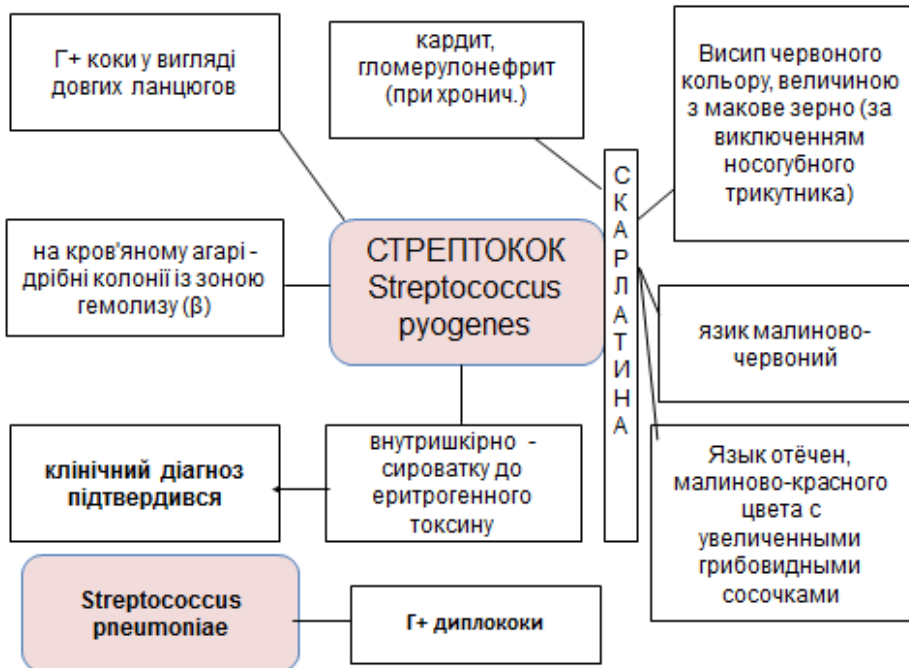 Г+ коки у вигляді
довгих ланцюгов
кардит,
гломерулонефрит
(при хронич.)
Висип червоного
кольору, величиною
з макове зерно (за
виключенням
носогубного
трикутника)
на кров'яному агарі -
дрібні колонії із зоною
гемолизу (β)
СТРЕПТОКОК
Streptococcus
pyogenes
С
К
А
Р
Л
А
Т
И
Н
А
язик малиново-
червоний
клінічний діагноз
підтвердився
внутришкірно -
сироватку до
еритрогенного
токсину
Язык отёчен,
малиново-красного
цвета с
увеличенными
грибовидными
сосочками
Streptococcus
pneumoniae
Г+ диплококи